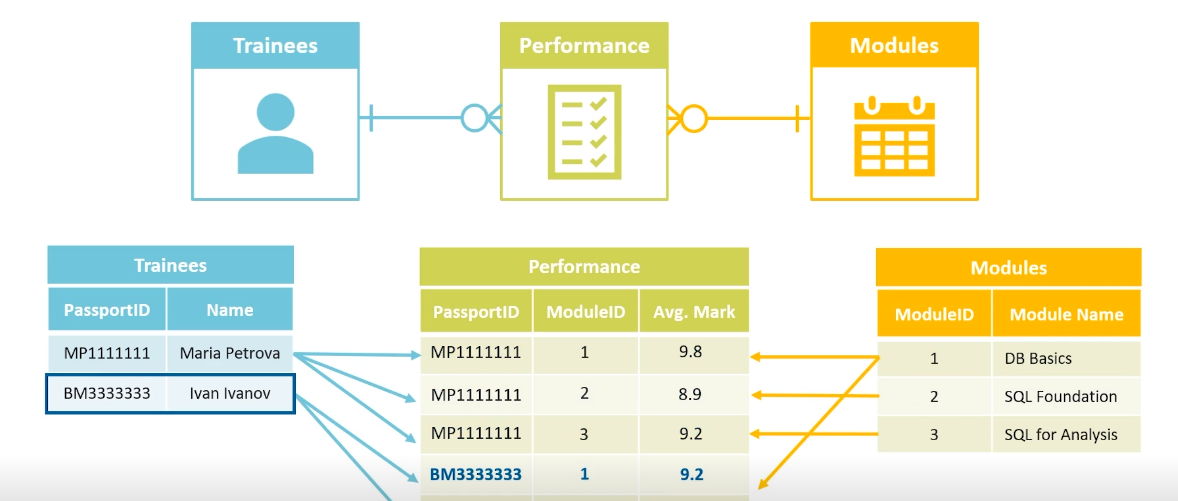 Trainees
Performance
Modules
Trainees
PassportID Name
MP1111111 Maria Petrova
BM3333333 Ivan Ivanov
Performance
PassportID ModuleID Avg. Mark
MP1111111 1 9.8
MP1111111 2 8.9
MP1111111 3 9.2
BM3333333 1 9.2
Modules
ModuleID Module Name
1 DB Basics
2 SQL Foundation
3 SQL for Analysis